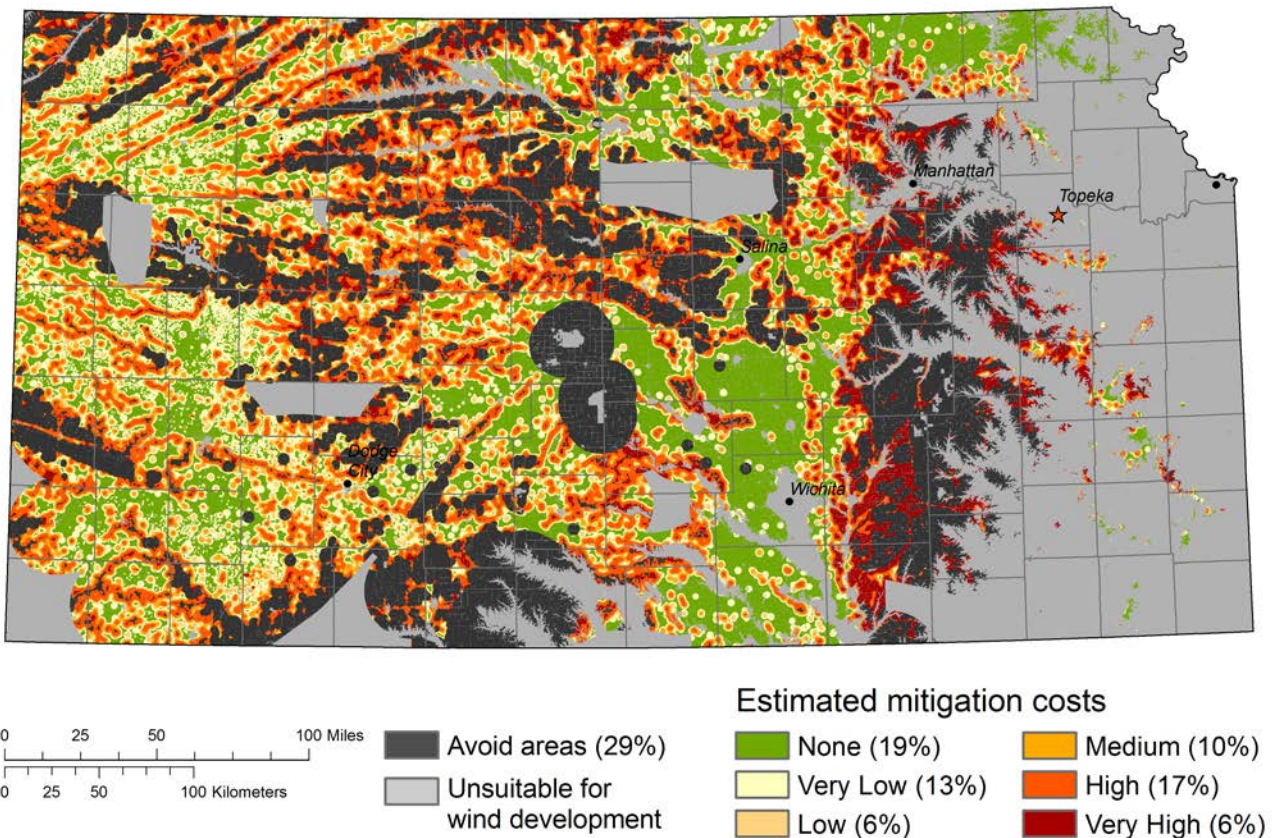 Manhattan
Topeka
Salina
Dodge
City
Wichita
Estimated mitigation costs
0 25 50 100 Miles
0 25 50 100 Kilometers
Avoid areas (29%)
Unsuitable for
wind development
None (19%)
Very Low (13%)
Low (6%)
Medium (10%)
High (17%)
Very High (6%)